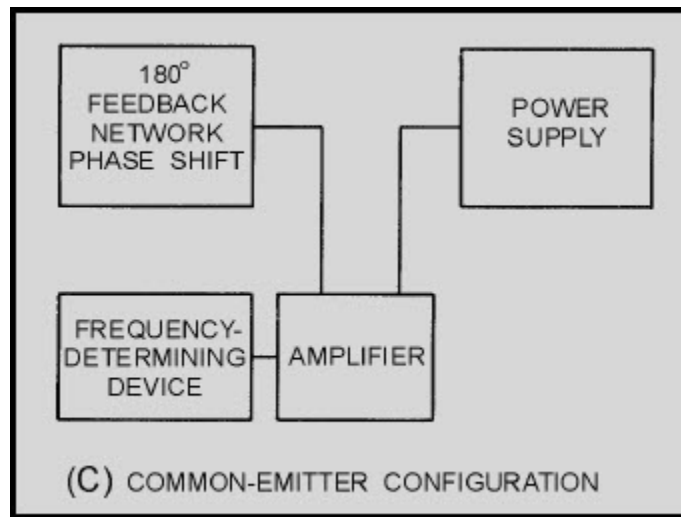 180°
FEEDBACK
NETWORK
PHASE SHIFT
POWER
SUPPLY
FREQUENCY-
DETERMINING
DEVICE
AMPLIFIER
(C) COMMON-EMITTER CONFIGURATION